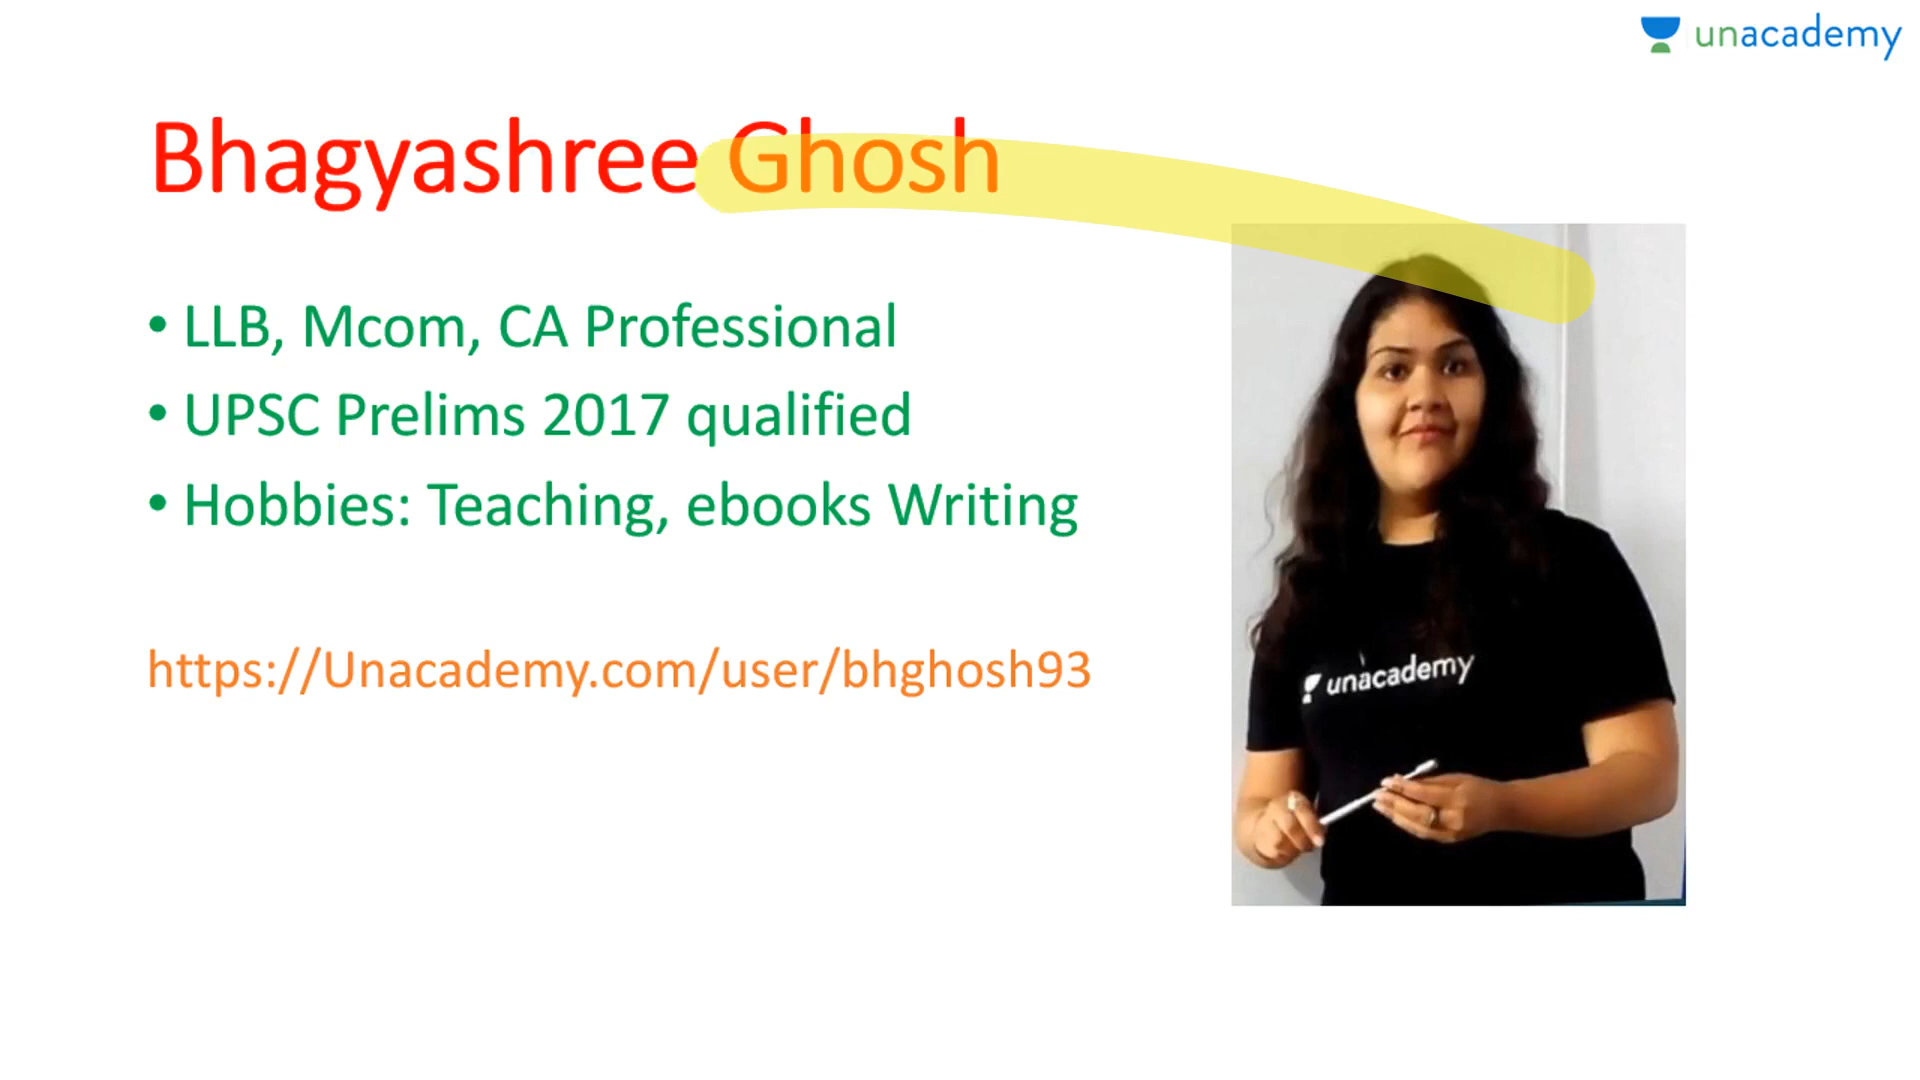 unacademy
Bhagyashree Ghosh
• LLB, Mcom, CA Professional
• UPSC Prelims 2017 qualified
• Hobbies: Teaching, ebooks Writing
https://Unacademy.com/user/bhghosh93
unacademy